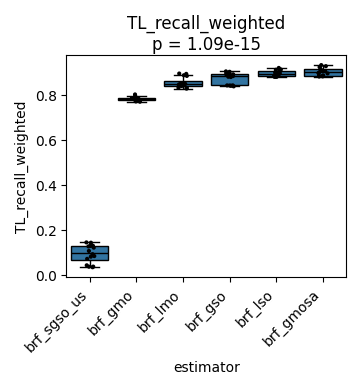 TL_recall_weighted
p = 1.09e-15
TL_recall_weighted
0.8
0.6
0.4
0.2
0.0
brf_sgso_us
brf_gmo
brf_lmo
brf_gso
brf_lso
brf_gmosa
estimator